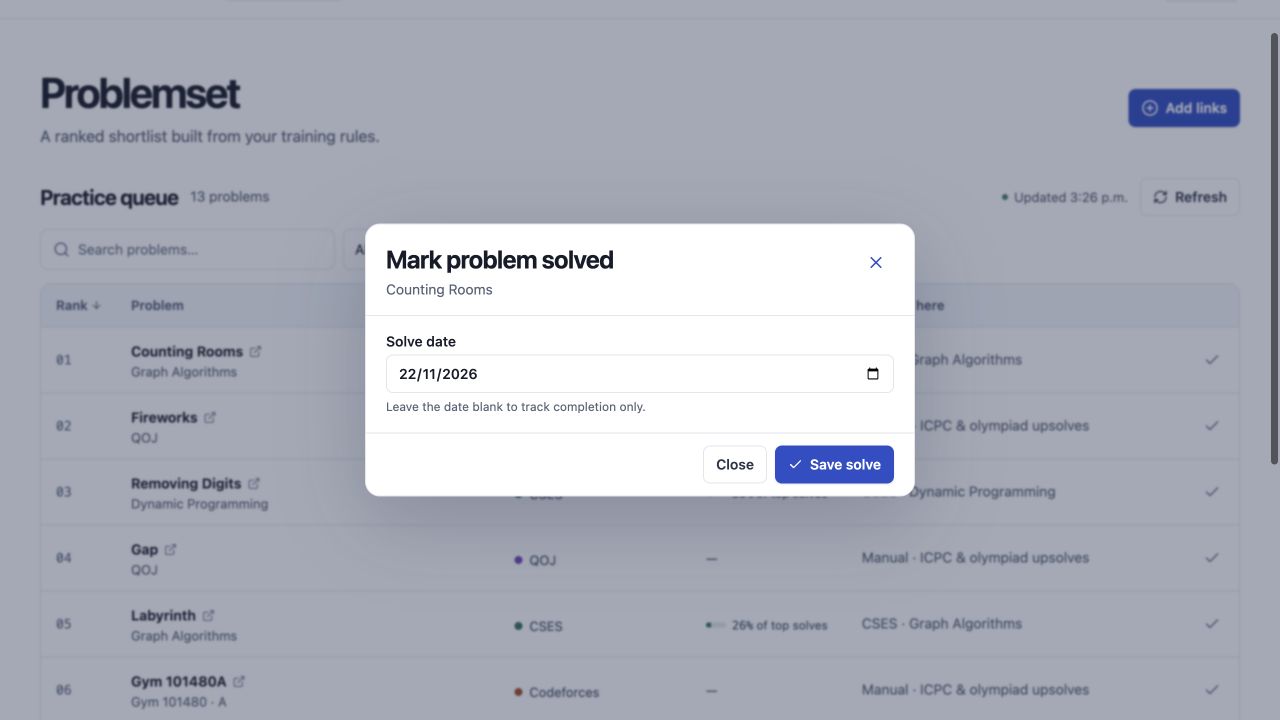 Problemset
A ranked shortlist built from your training rules.
Add links
Practice queue 13 problems
Updated 3:26 p.m.
Refresh
Search problems...
Rank Problem
here
Mark problem solved
Counting Rooms
Solve date
22/11/2026
Leave the date blank to track completion only.
Close
Save solve
01 Counting Rooms
Graph Algorithms
Graph Algorithms
02 Fireworks
QOJ
· ICPC & olympiad upsolves
03 Removing Digits
Dynamic Programming
Dynamic Programming
04 Gap
QOJ
QOJ
—
Manual · ICPC & olympiad upsolves
05 Labyrinth
Graph Algorithms
CSES
26% of top solves
CSES · Graph Algorithms
06 Gym 101480A
Gym 101480 · A
Codeforces
—
Manual · ICPC & olympiad upsolves